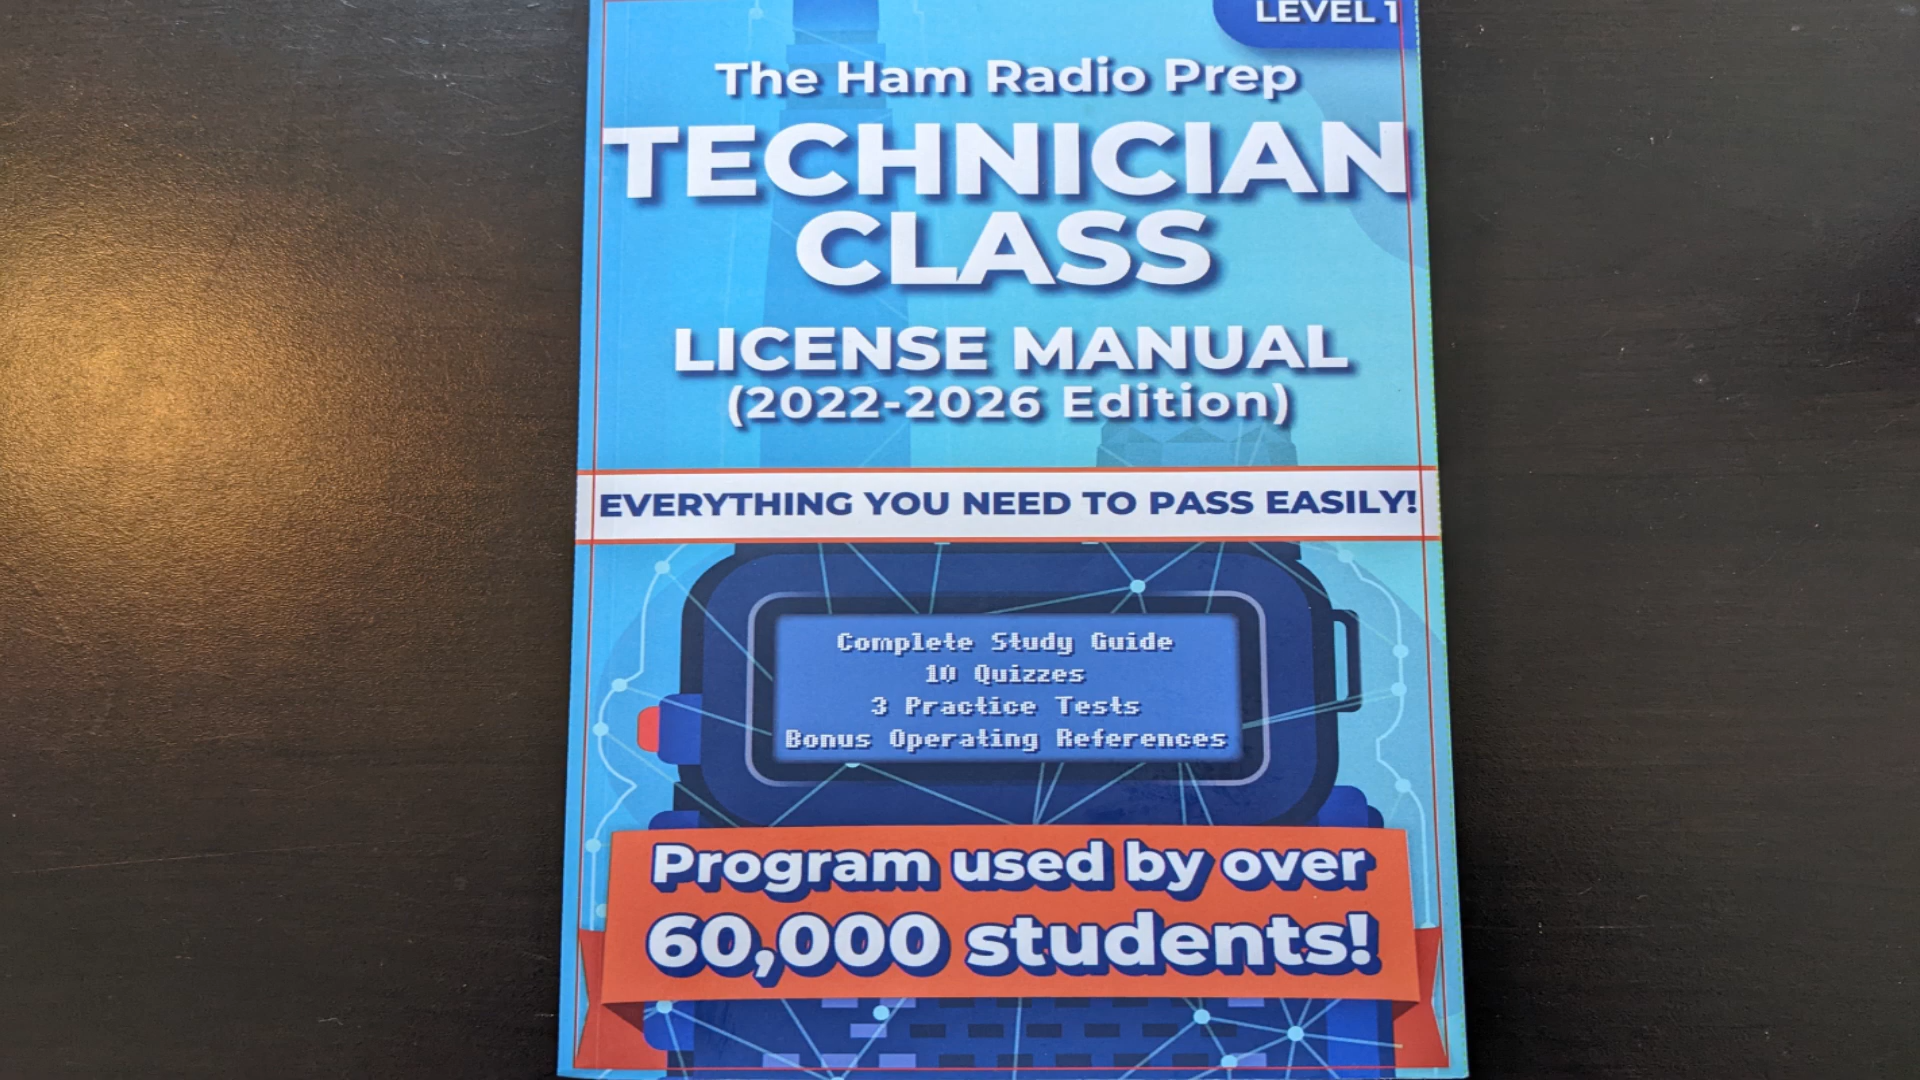 LEVEL 1
The Ham Radio Prep
TECHNICIAN
CLASS
LICENSE MANUAL
(2022-2026 Edition)
EVERYTHING YOU NEED TO PASS EASILY!
Complete Study Guide
10 Quizzes
3 Practice Tests
Bonus Operating References
Program used by over
60,000 students!